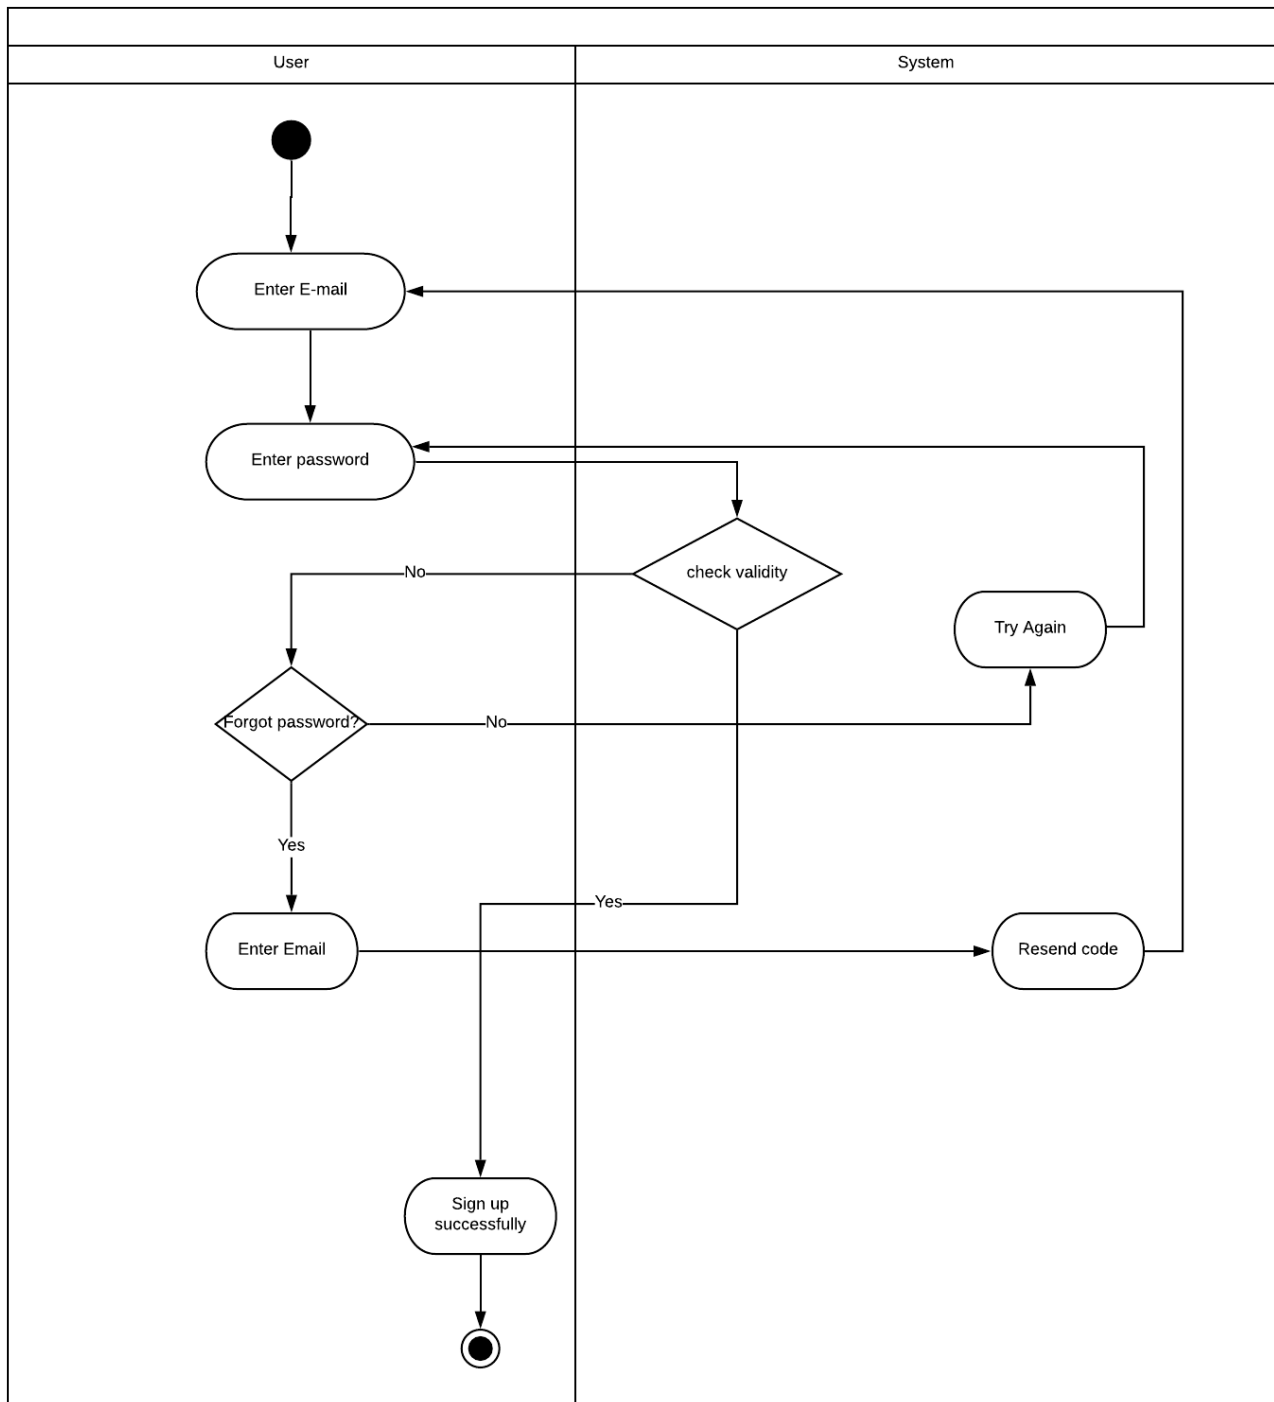 User
System
Enter E-mail
Enter password
No
check validity
Try Again
Forgot password?
No
Yes
Yes
Enter Email
Resend code
Sign up
successfully